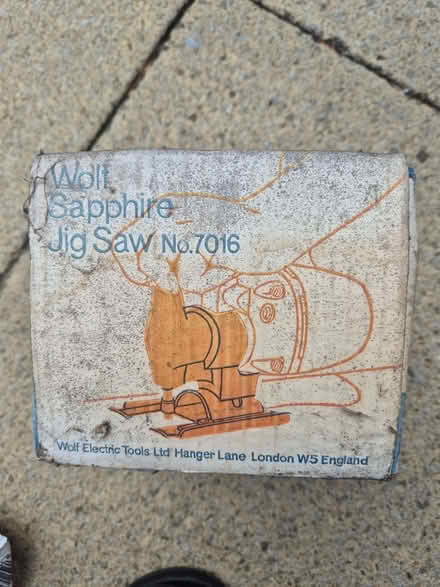 Wolf
Sapphire
Jig Saw No.7016
Wolf Electric Tools Ltd Hanger Lane London W5 England